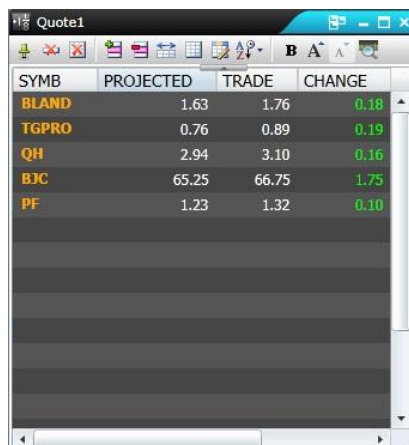 Quote1
B A A
SYMB PROJECTED TRADE CHANGE
BLAND 1.63 1.76 0.18
TGPRO 0.76 0.89 0.19
QH 2.94 3.10 0.16
BJC 65.25 66.75 1.75
PF 1.23 1.32 0.10